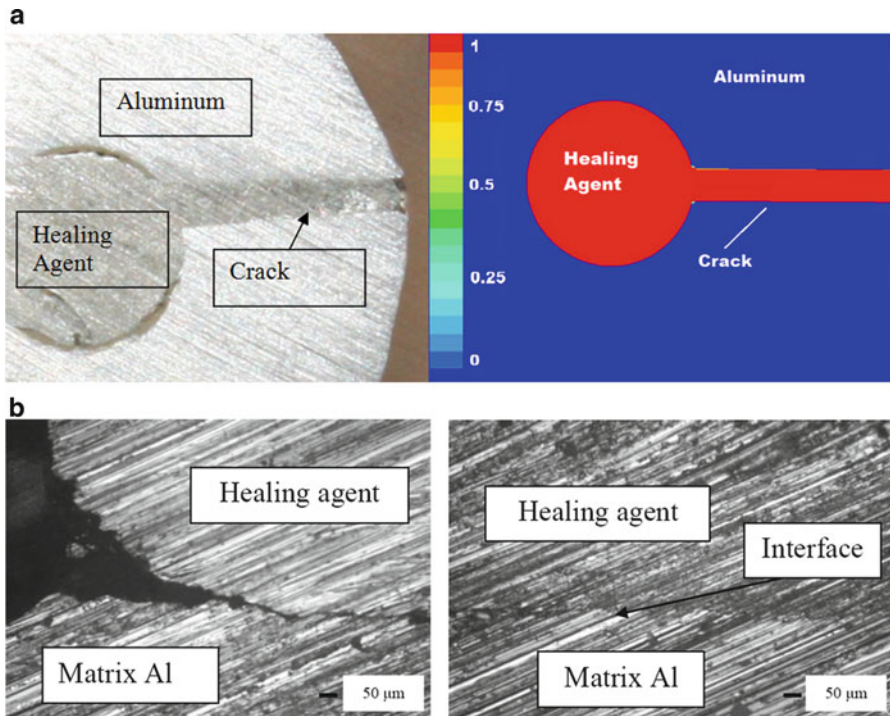 a
Aluminum
Healing
Agent
Crack
1
0.75
0.5
0.25
0
Aluminum
Healing
Agent
Crack
b
Healing agent
Matrix Al
50 µm
Healing agent
Interface
Matrix Al
50 µm